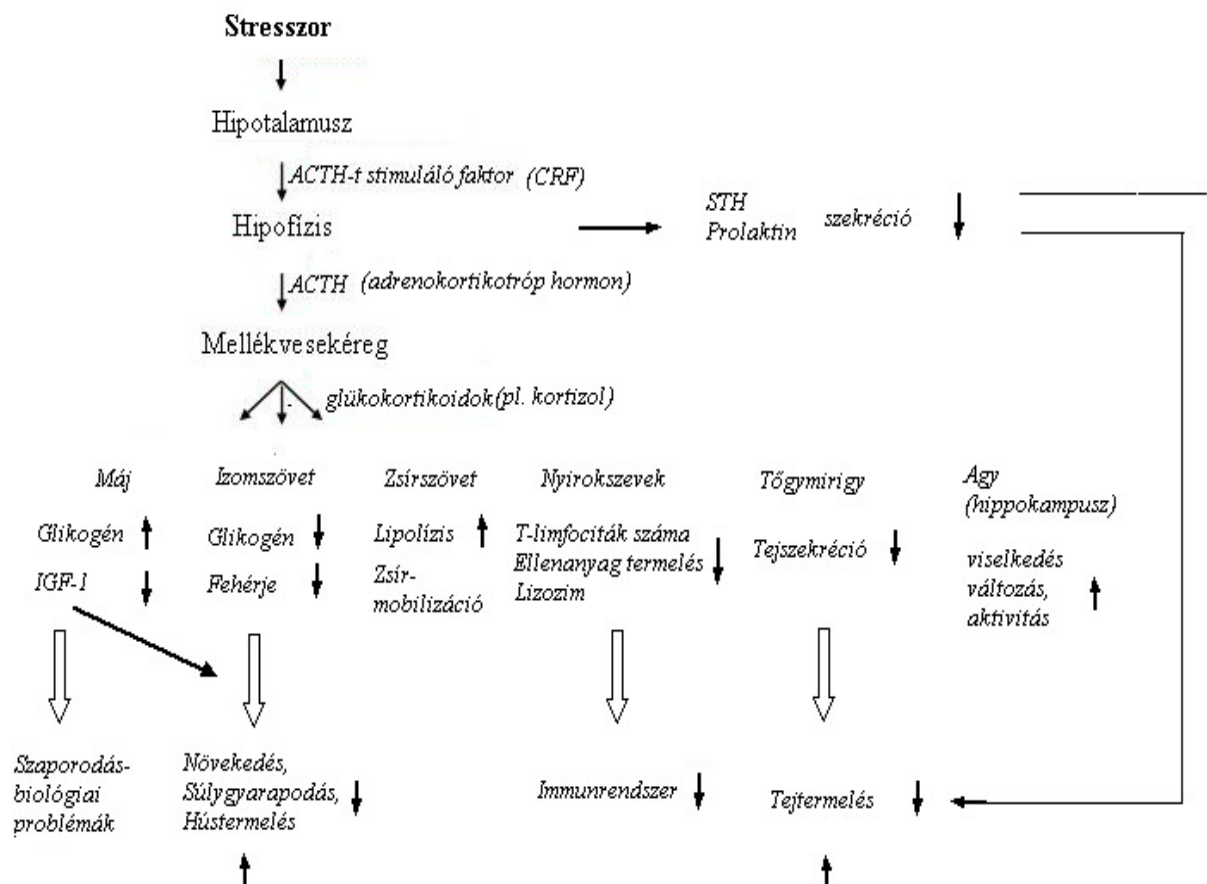 Stresszor
Hipotalamusz
ACTH-t stimuláló faktor (CRF)
Hipofízis
STH
Prolaktin
szekréció
ACTH (adrenokortikotróp hormon)
Mellékvesekéreg
glükokortikoidok(pl. kortizol)
Máj
Glikogén
IGF-1
Izomszövet
Glikogén
Fehérje
Zsírszövet
Lipolízis
Zsír-
mobilizáció
Nyirokszevek
T-limfociták száma
Ellenanyag termelés
Lizozim
Tőgymirigy
Tejszekréció
Agy
(hippokampusz)
viselkedés
változás,
aktivitás
Szaporodás-
biológiai
problémák
Növekedés,
Súlygyarapodás,
Hústermelés
Immunrendszer
Tejtermelés